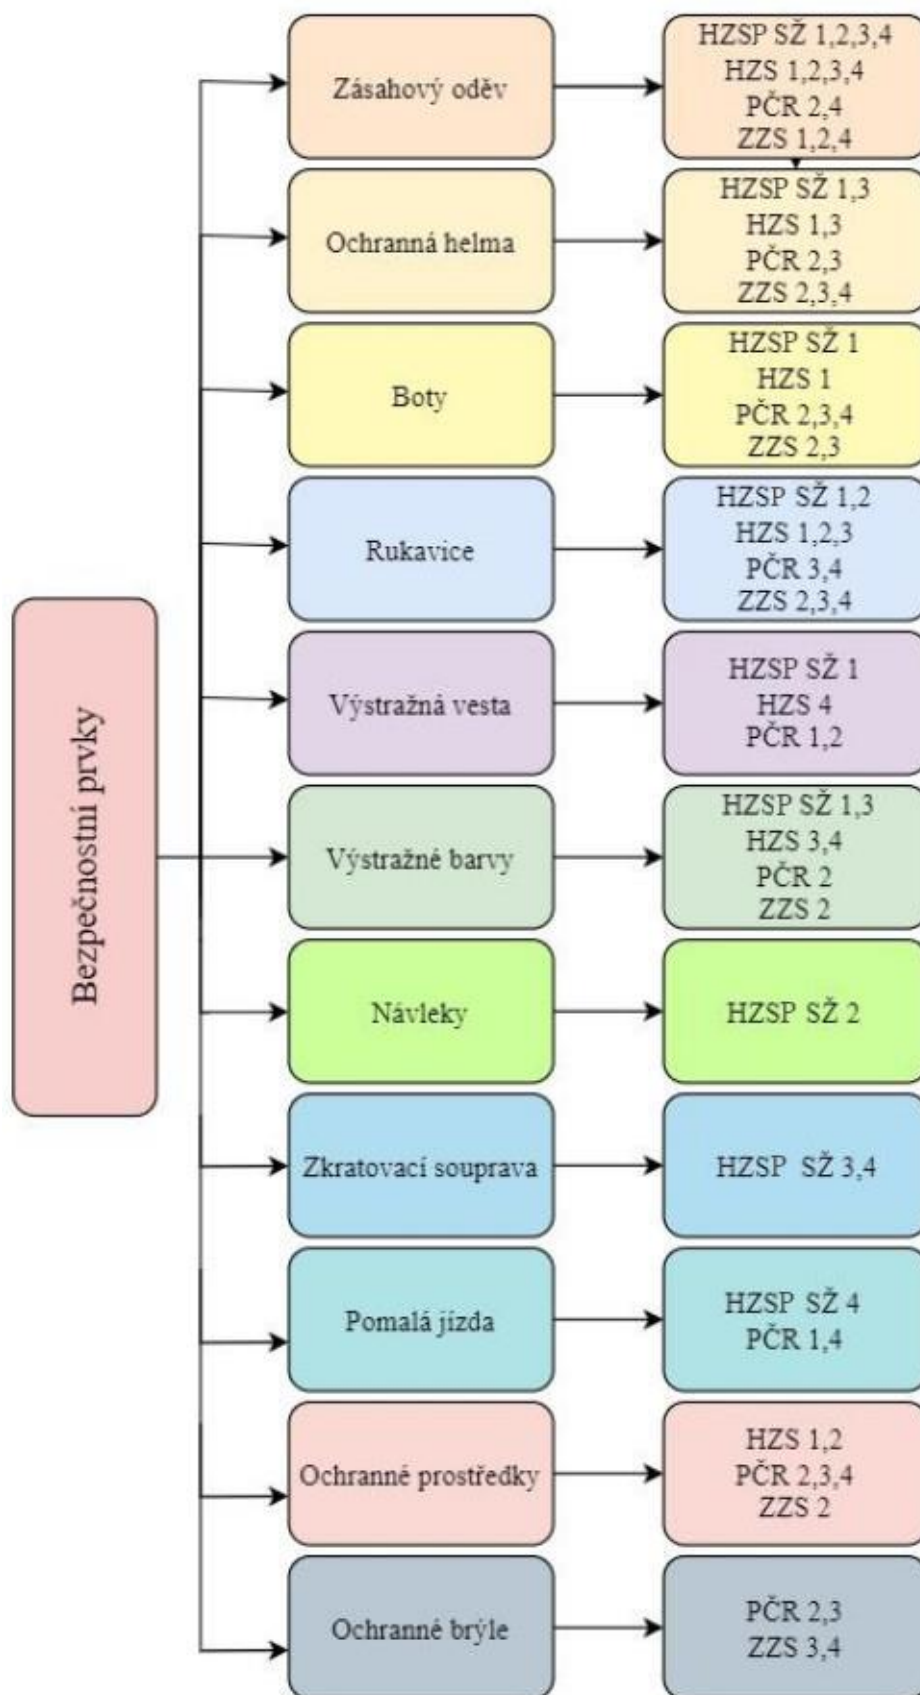 Bezpečnostní prvky
Zásahový oděv
HZSP SŽ 1,2,3,4
HZS 1,2,3,4
PČR 2,4
ZZS 1,2,4
Ochranná helma
HZSP SŽ 1,3
HZS 1,3
PČR 2,3
ZZS 2,3,4
Boty
HZSP SŽ 1
HZS 1
PČR 2,3,4
ZZS 2,3
Rukavice
HZSP SŽ 1,2
HZS 1,2,3
PČR 3,4
ZZS 2,3,4
Výstražná vesta
HZSP SŽ 1
HZS 4
PČR 1,2
Výstražné barvy
HZSP SŽ 1,3
HZS 3,4
PČR 2
ZZS 2
Návleky
HZSP SŽ 2
Zkratovací souprava
HZSP SŽ 3,4
Pomalá jízda
HZSP SŽ 4
PČR 1,4
Ochranné prostředky
HZS 1,2
PČR 2,3,4
ZZS 2
Ochranné brýle
PČR 2,3
ZZS 3,4